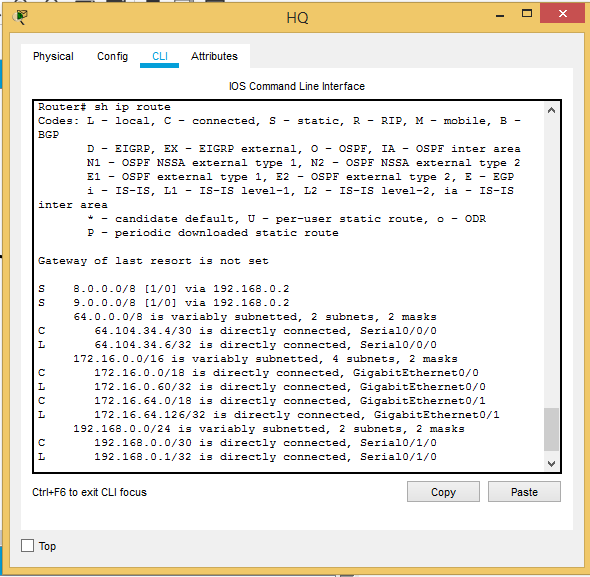 HQ
Physical Config CLI Attributes
IOS Command Line Interface
Router# sh ip route
Codes: L - local, C - connected, S - static, R - RIP, M - mobile, B -
BGP
       D - EIGRP, EX - EIGRP external, O - OSPF, IA - OSPF inter area
       N1 - OSPF NSSA external type 1, N2 - OSPF NSSA external type 2
       E1 - OSPF external type 1, E2 - OSPF external type 2, E - EGP
       i - IS-IS, L1 - IS-IS level-1, L2 - IS-IS level-2, ia - IS-IS
inter area
       * - candidate default, U - per-user static route, o - ODR
       P - periodic downloaded static route
Gateway of last resort is not set
S    8.0.0.0/8 [1/0] via 192.168.0.2
S    9.0.0.0/8 [1/0] via 192.168.0.2
     64.0.0.0/8 is variably subnetted, 2 subnets, 2 masks
C       64.104.34.4/30 is directly connected, Serial0/0/0
L       64.104.34.6/32 is directly connected, Serial0/0/0
     172.16.0.0/16 is variably subnetted, 4 subnets, 2 masks
C       172.16.0.0/18 is directly connected, GigabitEthernet0/0
L       172.16.0.60/32 is directly connected, GigabitEthernet0/0
C       172.16.64.0/18 is directly connected, GigabitEthernet0/1
L       172.16.64.126/32 is directly connected, GigabitEthernet0/1
     192.168.0.0/24 is variably subnetted, 2 subnets, 2 masks
C       192.168.0.0/30 is directly connected, Serial0/1/0
L       192.168.0.1/32 is directly connected, Serial0/1/0
Ctrl+F6 to exit CLI focus Copy Paste
Top